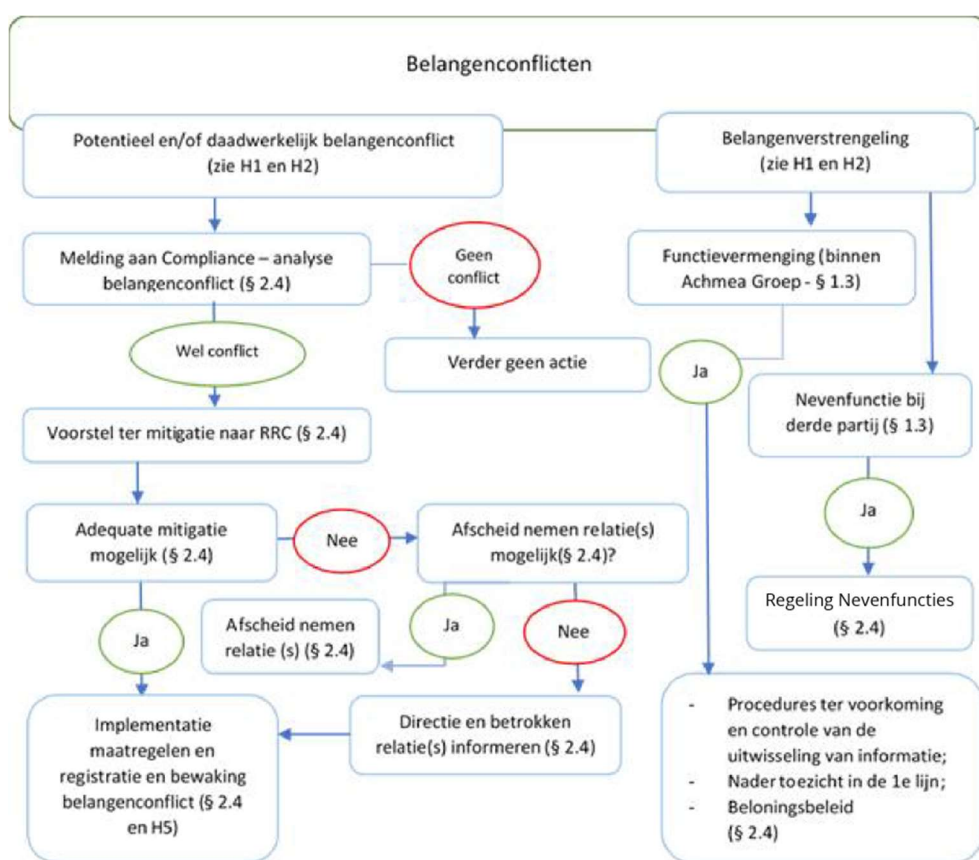 Belangenconflicten
Potentieel en/of daadwerkelijk belangenconflict
(zie H1 en H2)
Belangenverstrengeling
(zie H1 en H2)
Melding aan Compliance – analyse
belangenconflict (§ 2.4)
Geen
conflict
Functievermenging (binnen
Achmea Groep - § 1.3)
Wel conflict
Verder geen actie
Ja
Nevenfunctie bij
derde partij (§ 1.3)
Voorstel ter mitigatie naar RRC (§ 2.4)
Adequate mitigatie
mogelijk (§ 2.4)
Nee
Afscheid nemen relatie(s)
mogelijk(§ 2.4)?
Ja
Regeling Nevenfuncties
(§ 2.4)
Ja
Afscheid nemen
relatie (s) (§ 2.4)
Ja
Nee
Implementatie
maatregelen en
registratie en bewaking
belangenconflict (§ 2.4
en H5)
Directie en betrokken
relatie(s) informeren (§ 2.4)
- Procedures ter voorkoming
en controle van de
uitwisseling van informatie;
- Nader toezicht in de 1e lijn;
- Beloningsbeleid
(§ 2.4)